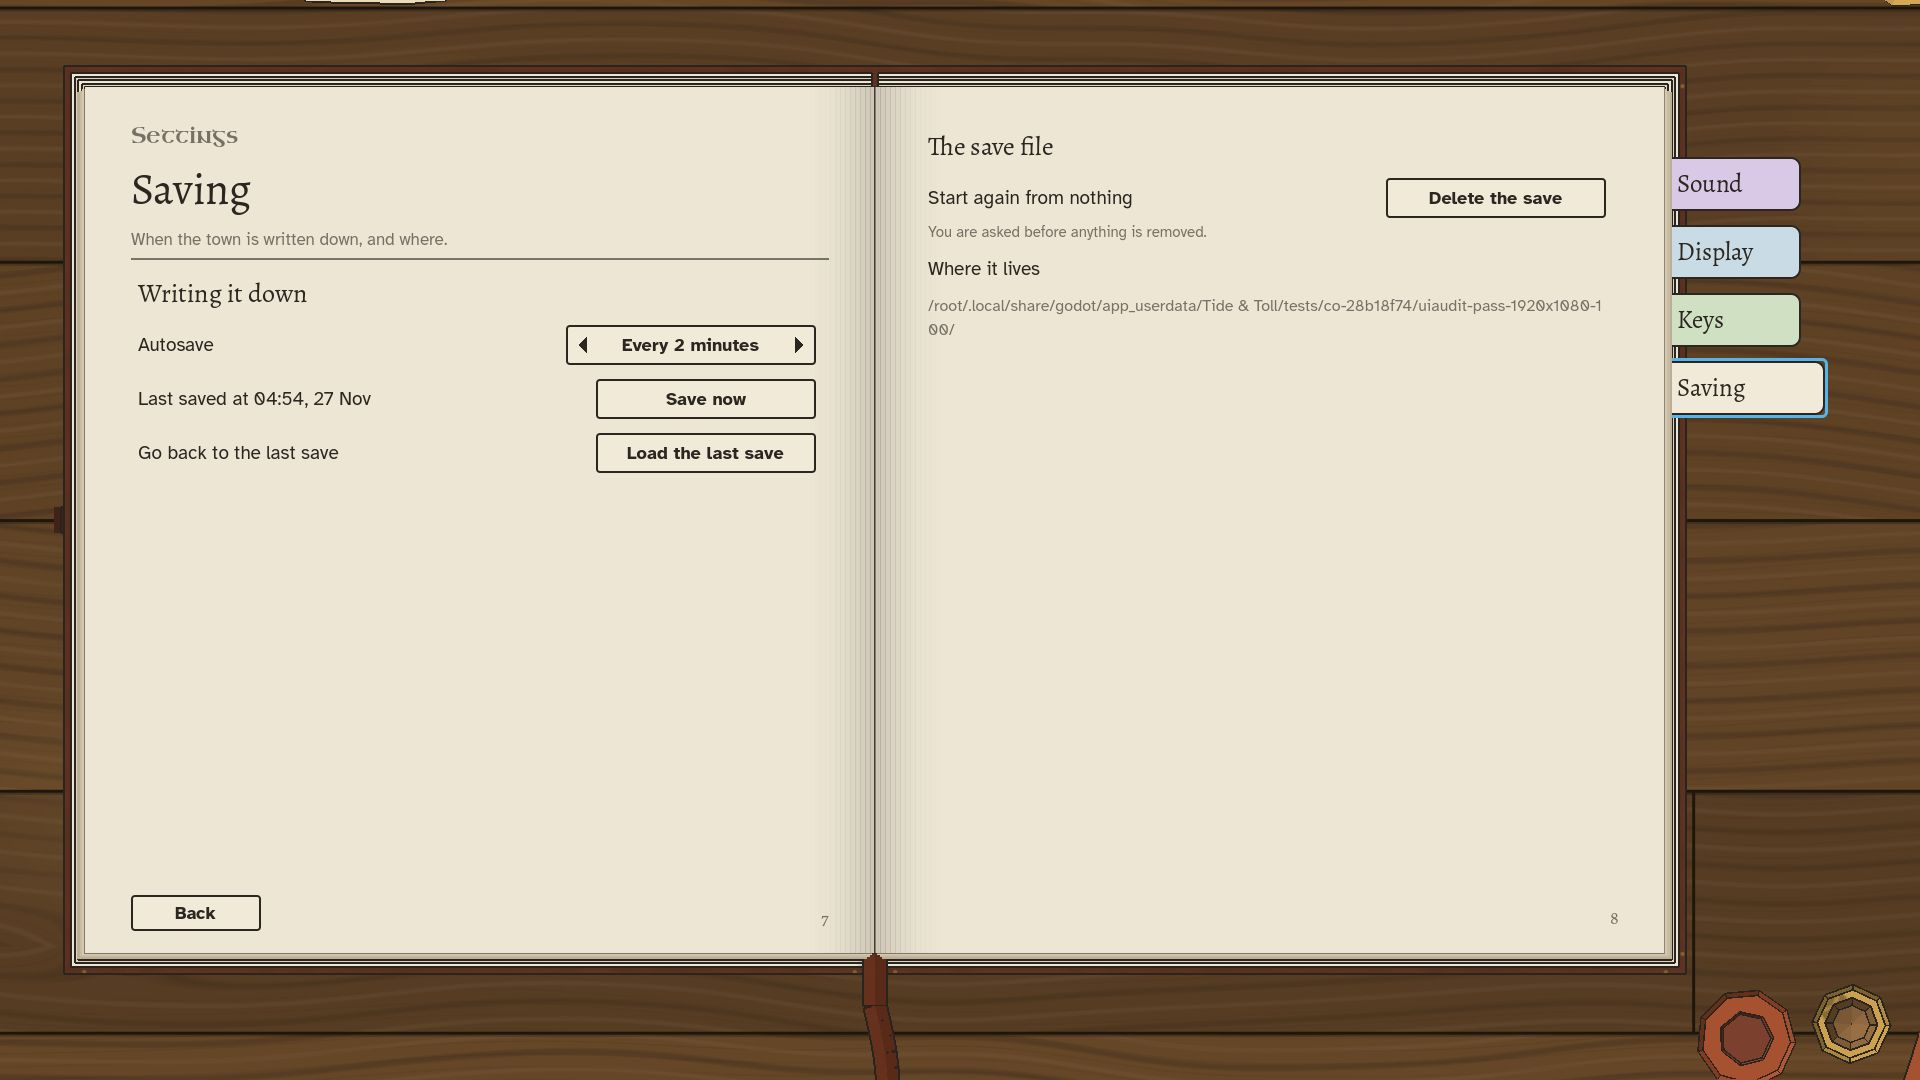 Settings
Saving
When the town is written down, and where.
Writing it down
Autosave
Every 2 minutes
Last saved at 04:54, 27 Nov
Save now
Go back to the last save
Load the last save
Back
7
The save file
Start again from nothing
Delete the save
You are asked before anything is removed.
Where it lives
/root/.local/share/godot/app_userdata/Tide & Toll/tests/co-28b18f74/uiaudit-pass-1920x1080-1
00/
8
Sound
Display
Keys
Saving